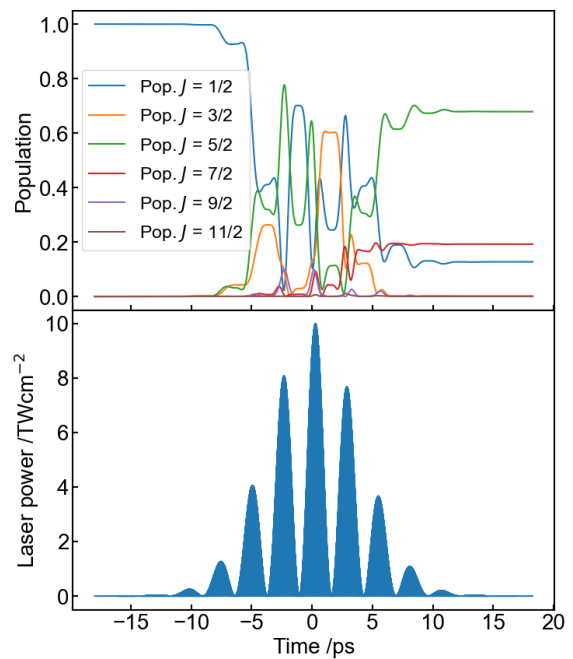 1.0
0.8
0.6
0.4
0.2
0.0
Population
Pop. J = 1/2
Pop. J = 3/2
Pop. J = 5/2
Pop. J = 7/2
Pop. J = 9/2
Pop. J = 11/2
10
8
6
4
2
0
Laser power /TWcm⁻²
−15 −10 −5 0 5 10 15 20
Time /ps